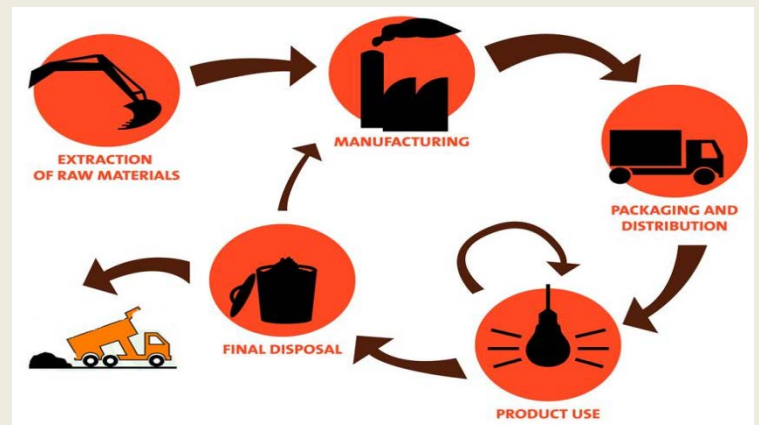 EXTRACTION
OF RAW MATERIALS
MANUFACTURING
PACKAGING AND
DISTRIBUTION
PRODUCT USE
FINAL DISPOSAL